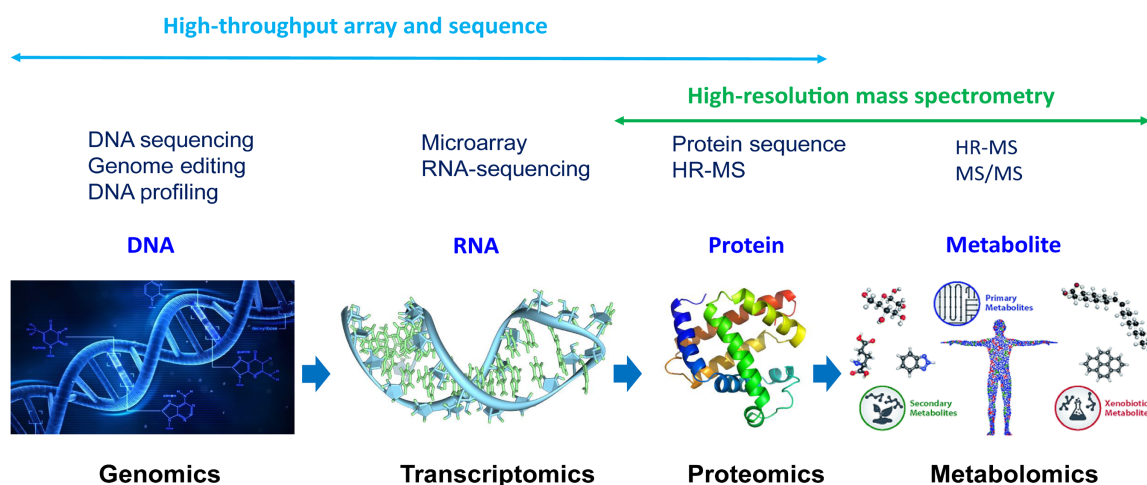 High-throughput array and sequence
High-resolution mass spectrometry
DNA sequencing
Genome editing
DNA profiling
Microarray
RNA-sequencing
Protein sequence
HR-MS
HR-MS
MS/MS
DNA
RNA
Protein
Metabolite
Primary
Metabolites
Secondary
Metabolites
Xenobiotic
Metabolite
Genomics
Transcriptomics
Proteomics
Metabolomics